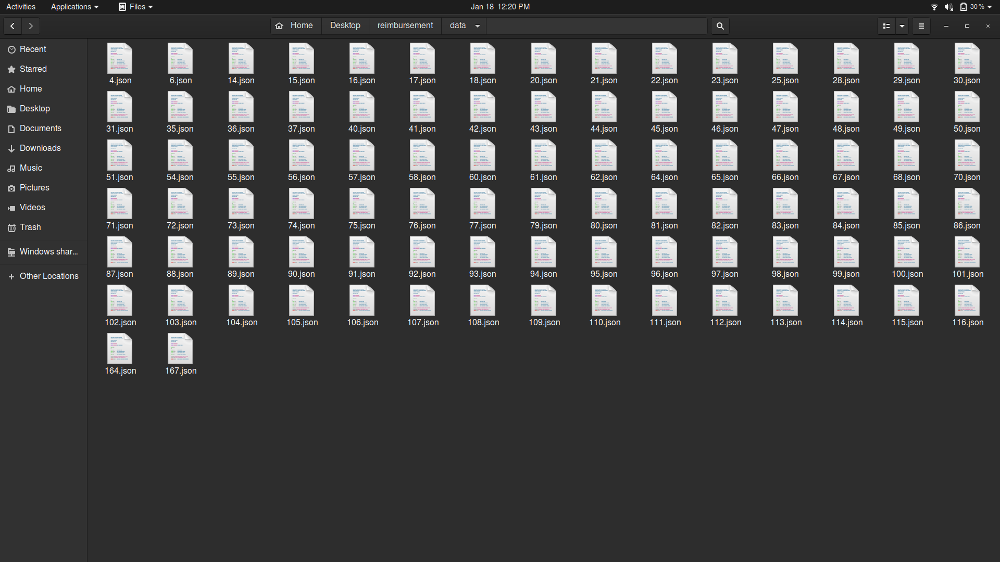 Activities Applications Files Jan 18 12:20 PM 30 %
Home Desktop reimbursement data
Recent
Starred
Home
Desktop
Documents
Downloads
Music
Pictures
Videos
Trash
Windows shar...
Other Locations
4.json 6.json 14.json 15.json 16.json 17.json 18.json 20.json 21.json 22.json 23.json 25.json 28.json 29.json 30.json
31.json 35.json 36.json 37.json 40.json 41.json 42.json 43.json 44.json 45.json 46.json 47.json 48.json 49.json 50.json
51.json 54.json 55.json 56.json 57.json 58.json 60.json 61.json 62.json 64.json 65.json 66.json 67.json 68.json 70.json
71.json 72.json 73.json 74.json 75.json 76.json 77.json 79.json 80.json 81.json 82.json 83.json 84.json 85.json 86.json
87.json 88.json 89.json 90.json 91.json 92.json 93.json 94.json 95.json 96.json 97.json 98.json 99.json 100.json 101.json
102.json 103.json 104.json 105.json 106.json 107.json 108.json 109.json 110.json 111.json 112.json 113.json 114.json 115.json 116.json
164.json 167.json